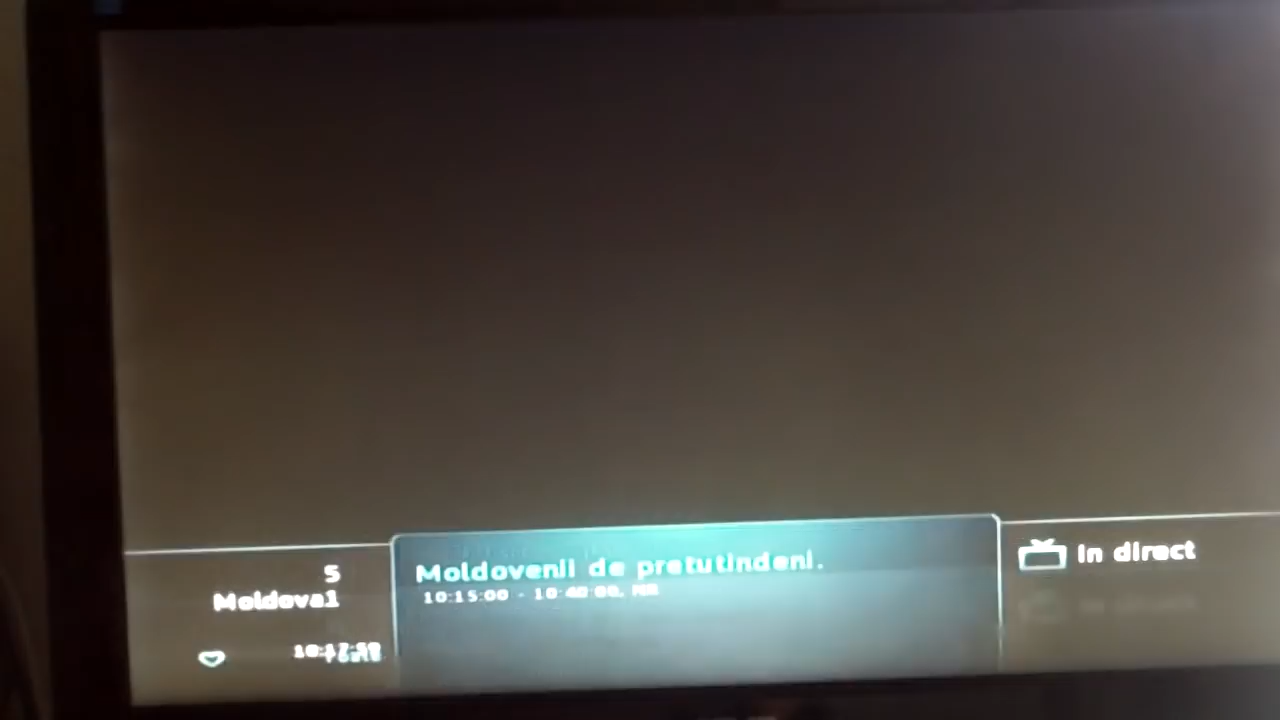 5
Moldova1
Moldovenii de pretutindeni.
10:15:00 - 10:40:00,
In direct